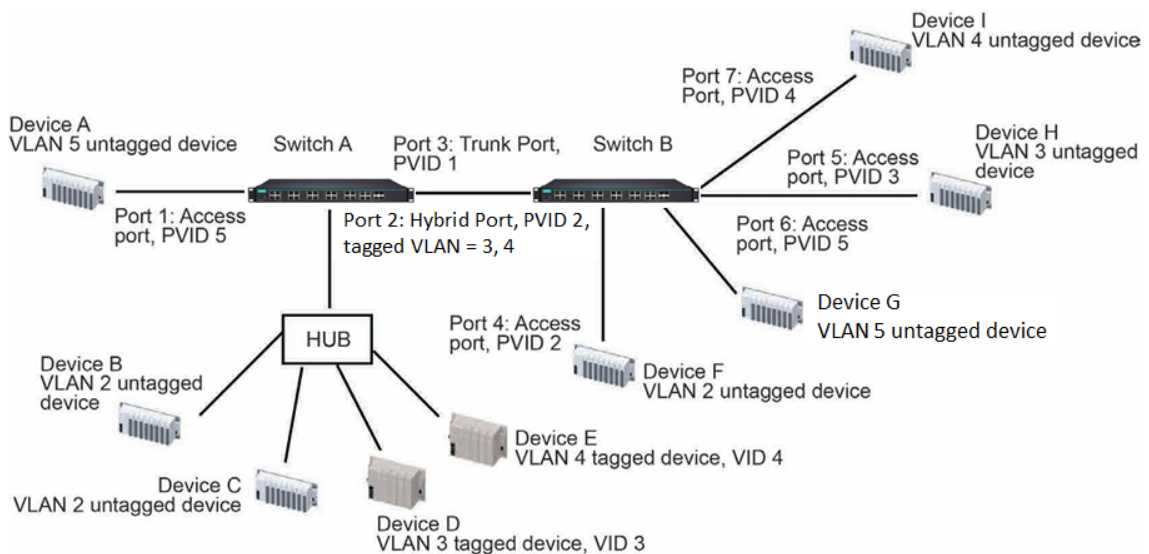 Device I
VLAN 4 untagged device
Port 7: Access
Port, PVID 4
Device A
VLAN 5 untagged device
Switch A
Port 3: Trunk Port,
PVID 1
Switch B
Device H
VLAN 3 untagged
device
Port 5: Access
port, PVID 3
Port 1: Access
port, PVID 5
Port 2: Hybrid Port, PVID 2,
tagged VLAN = 3, 4
Port 6: Access
port, PVID 5
Device G
VLAN 5 untagged device
HUB
Port 4: Access
port, PVID 2
Device B
VLAN 2 untagged
device
Device F
VLAN 2 untagged device
Device E
VLAN 4 tagged device, VID 4
Device C
VLAN 2 untagged device
Device D
VLAN 3 tagged device, VID 3